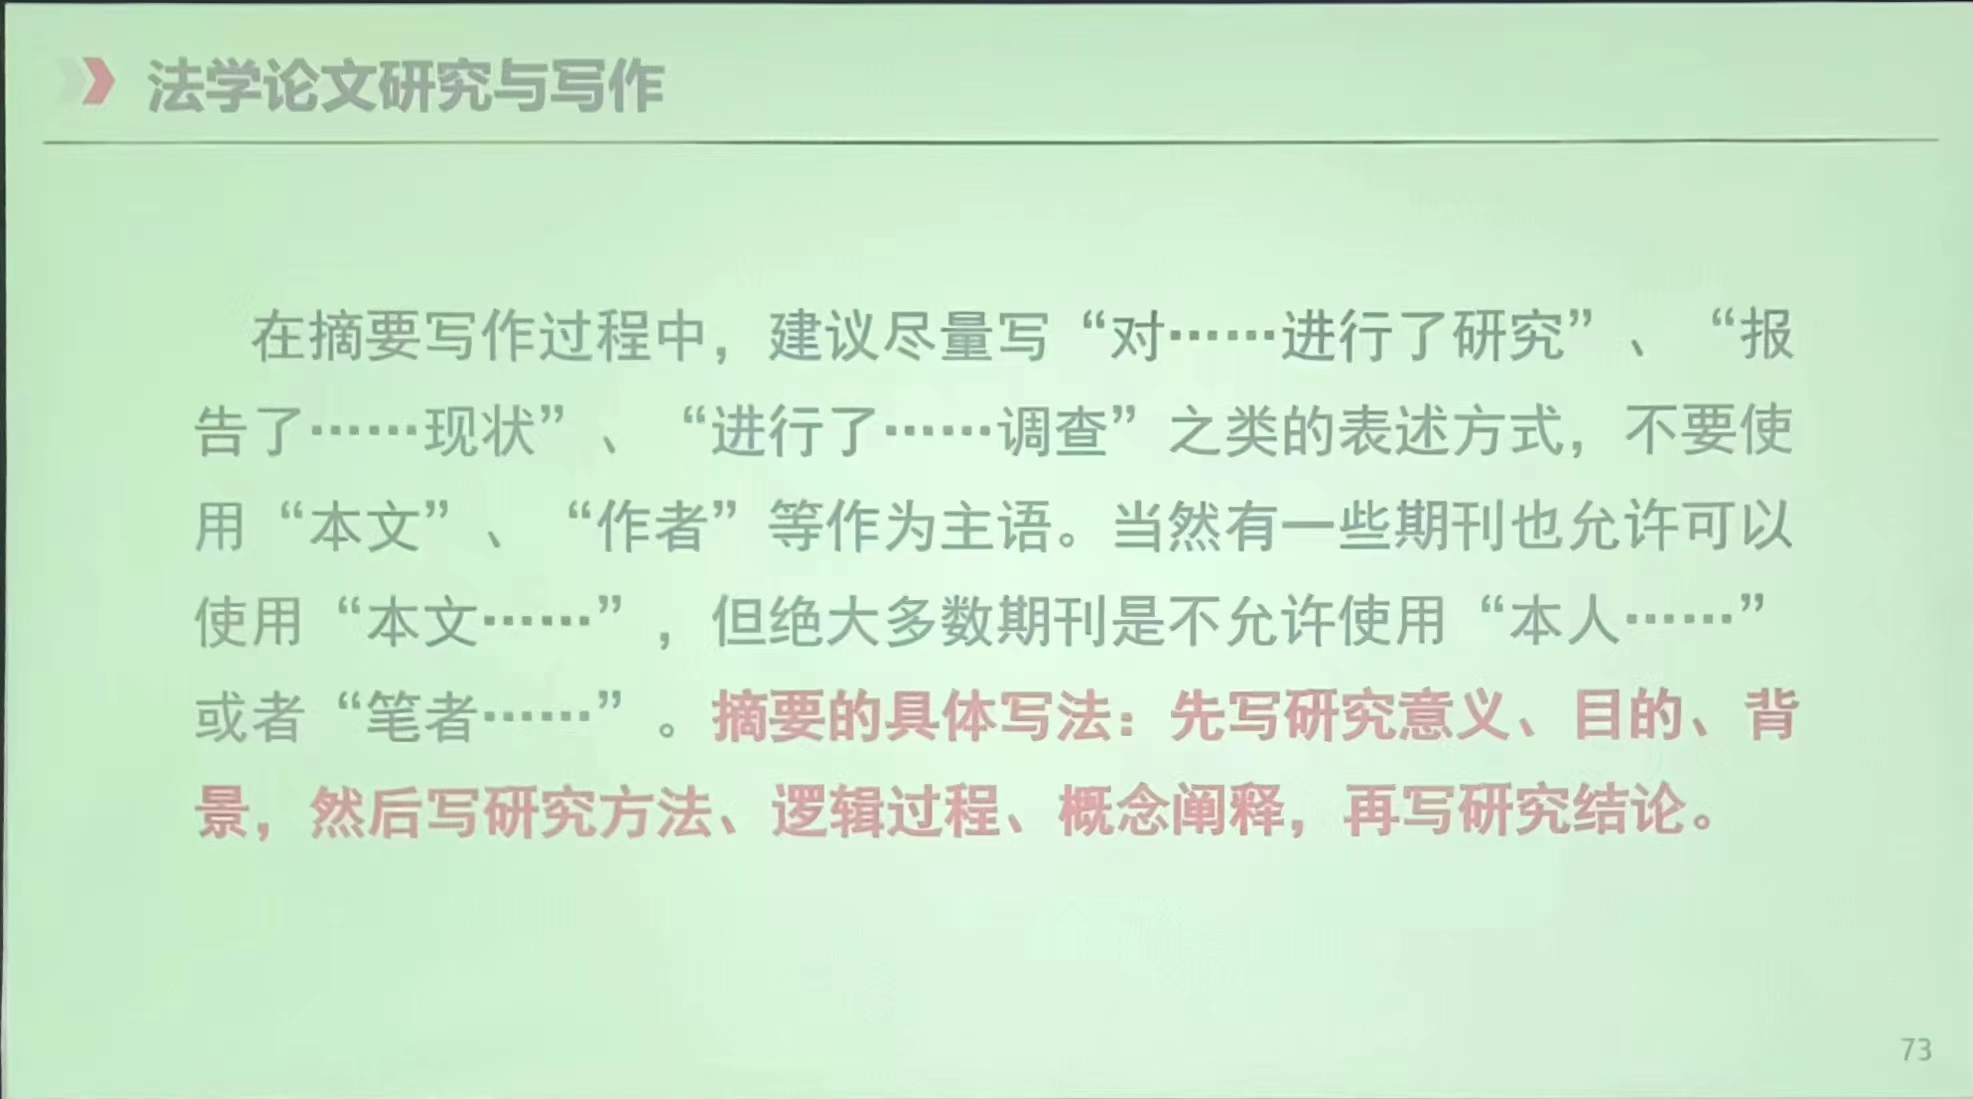 法学论文研究与写作
在摘要写作过程中，建议尽量写“对……进行了研究”、“报
告了……现状”、“进行了……调查”之类的表述方式，不要使
用“本文”、“作者”等作为主语。当然有一些期刊也允许可以
使用“本文……”，但绝大多数期刊是不允许使用“本人……”
或者“笔者……”。摘要的具体写法：先写研究意义、目的、背
景，然后写研究方法、逻辑过程、概念阐释，再写研究结论。
73